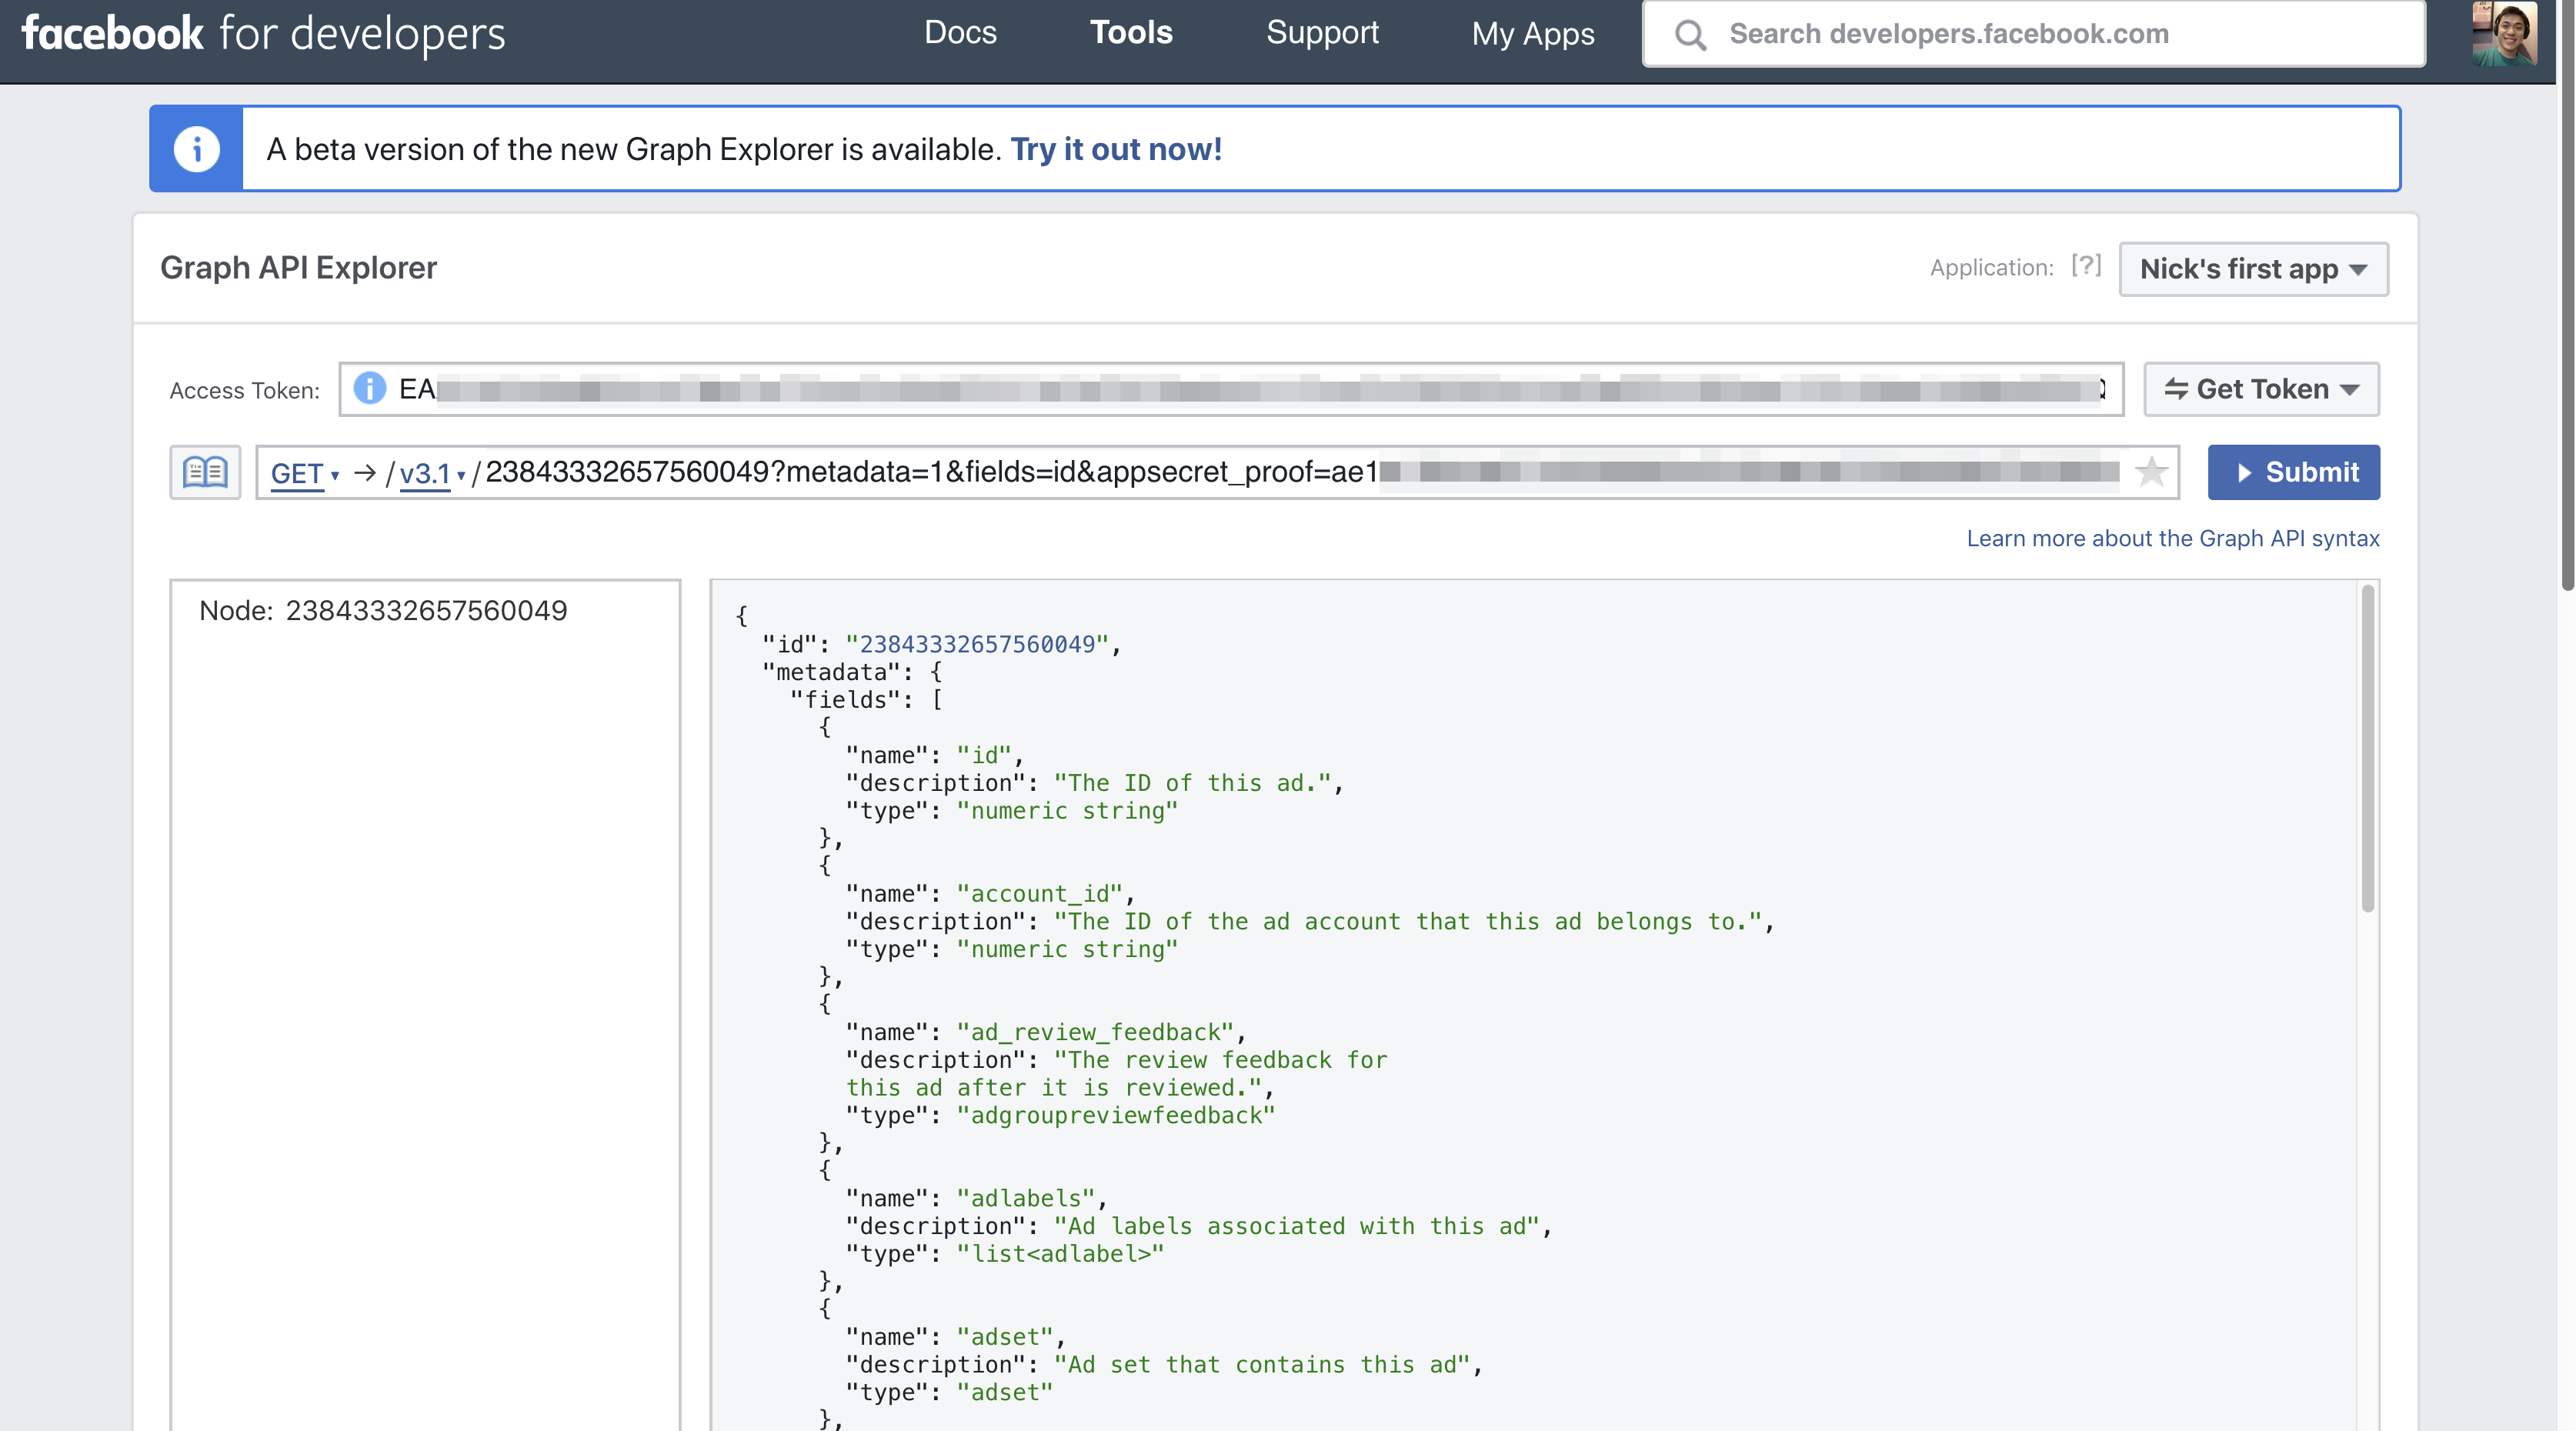 facebook for developers Docs Tools Support My Apps Search developers.facebook.com
A beta version of the new Graph Explorer is available. Try it out now!
Graph API Explorer Application: [?] Nick's first app
Access Token: EA Get Token
GET → / v3.1 / 23843332657560049?metadata=1&fields=id&appsecret_proof=ae1 Submit
Learn more about the Graph API syntax
Node: 23843332657560049
{
"id": "23843332657560049",
"metadata": {
"fields": [
{
"name": "id",
"description": "The ID of this ad.",
"type": "numeric string"
},
{
"name": "account_id",
"description": "The ID of the ad account that this ad belongs to.",
"type": "numeric string"
},
{
"name": "ad_review_feedback",
"description": "The review feedback for
this ad after it is reviewed.",
"type": "adgroupreviewfeedback"
},
{
"name": "adlabels",
"description": "Ad labels associated with this ad",
"type": "list<adlabel>"
},
{
"name": "adset",
"description": "Ad set that contains this ad",
"type": "adset"
},